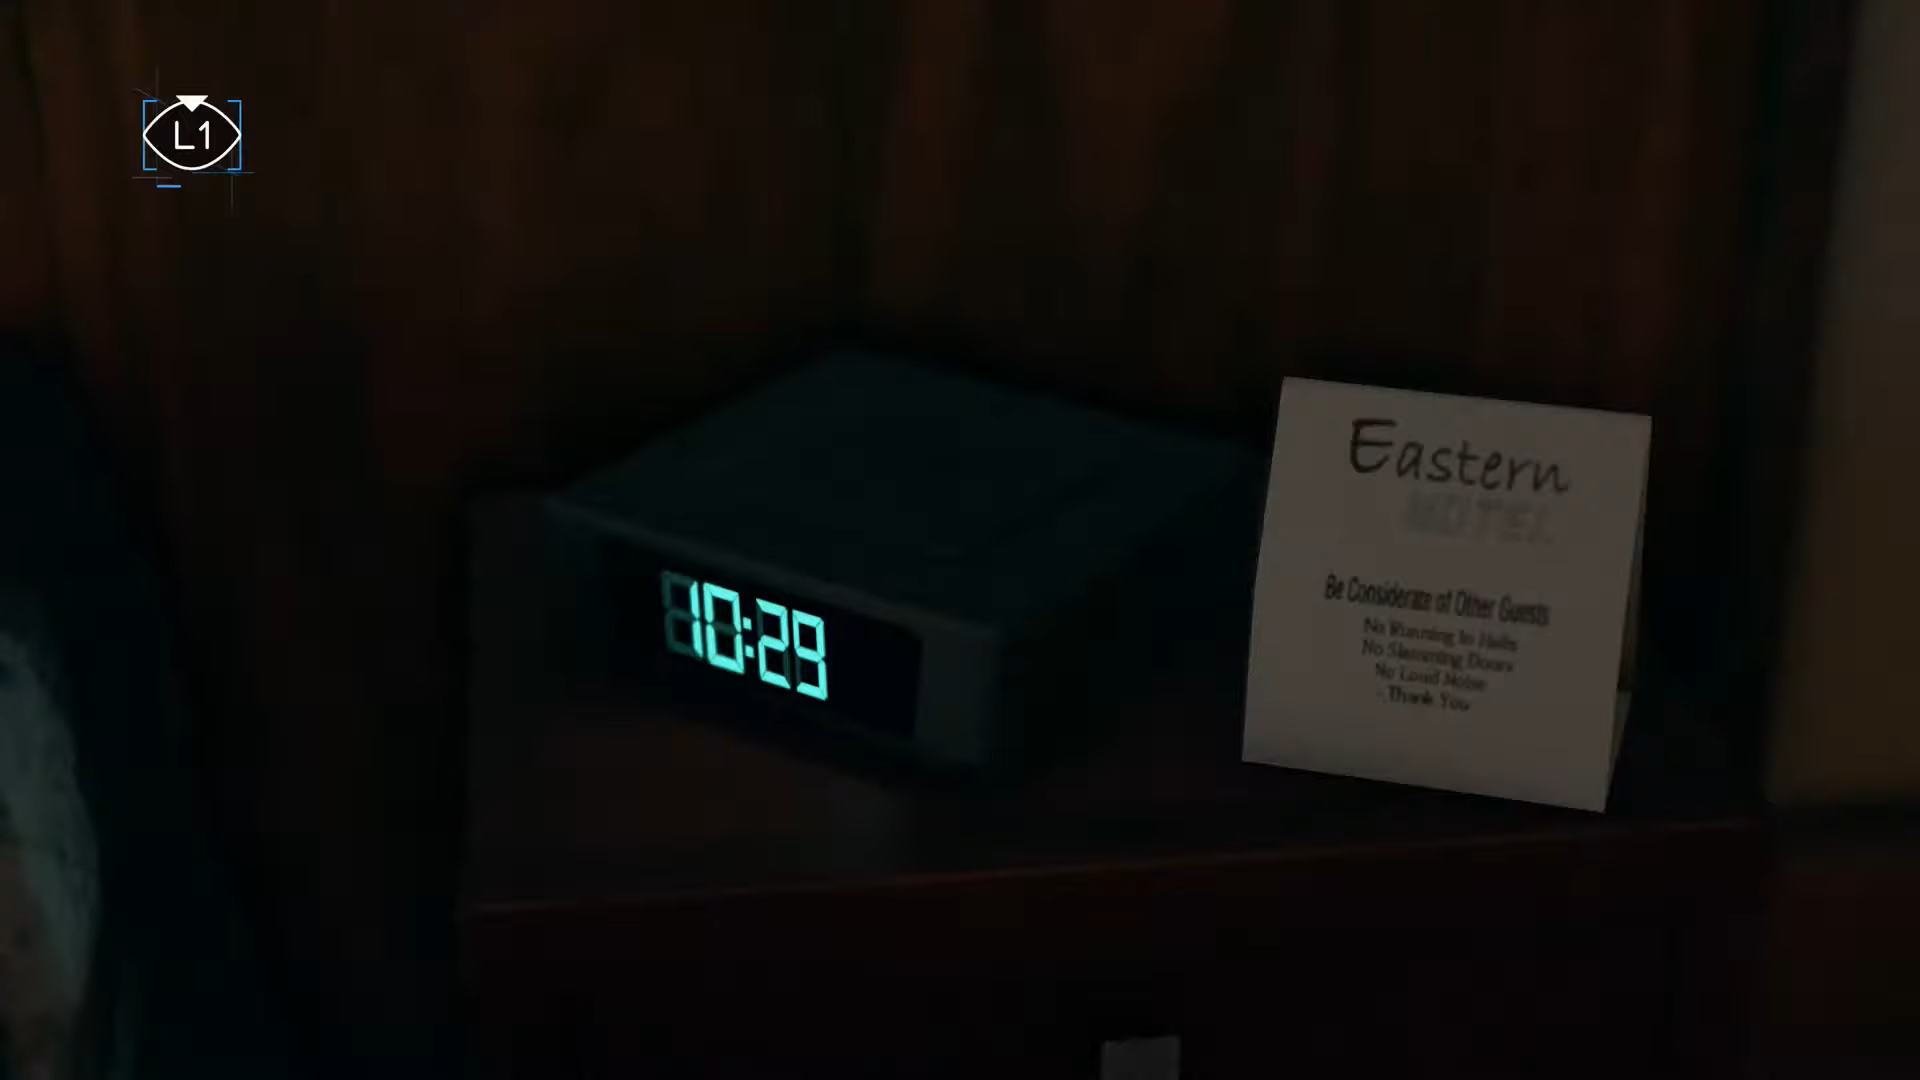 L1
Eastern
MOTEL
10:29
Be Considerate of Other Guests
No Running In Halls
No Slamming Doors
No Loud Noise
- Thank You